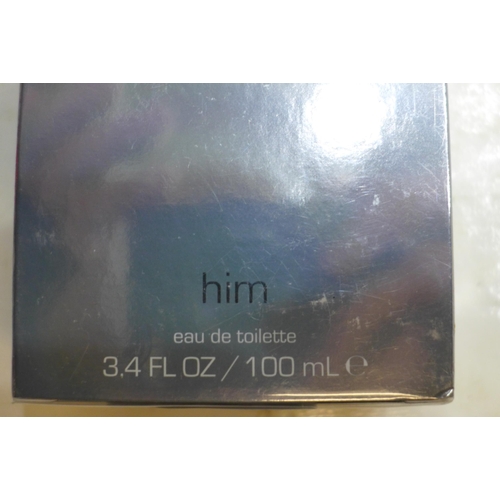 him
eau de toilette
3.4 FL OZ / 100 mL ℮